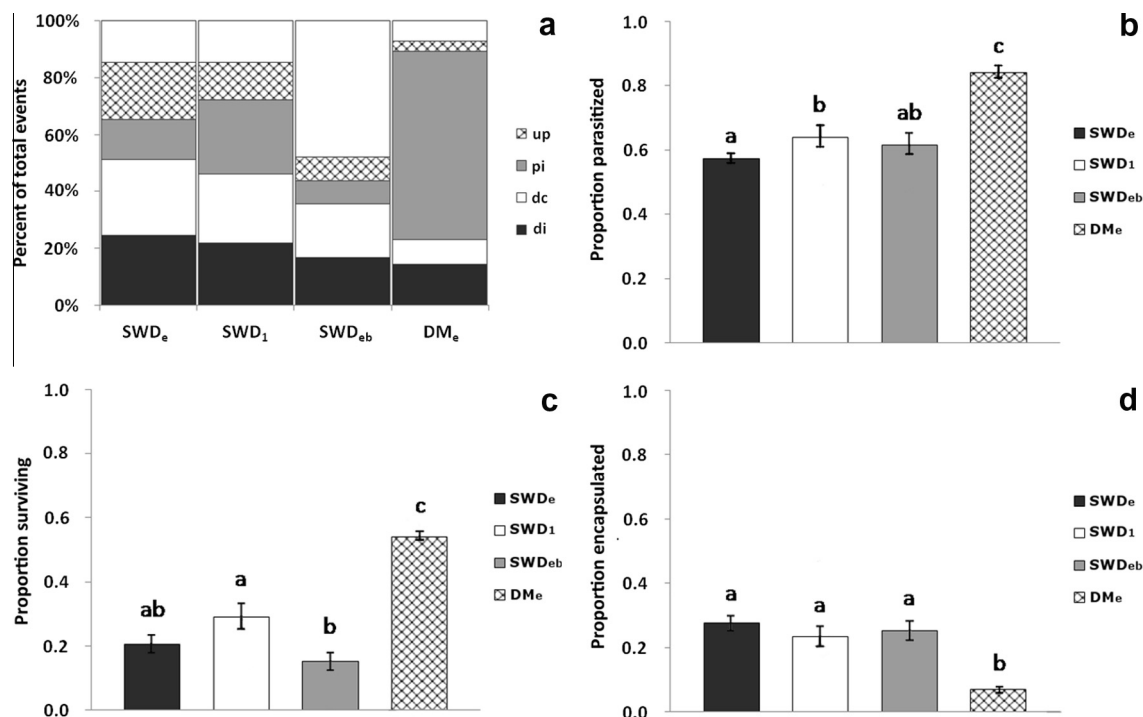 a
Percent of total events
100%
80%
60%
40%
20%
0%
SWDe
SWD1
SWDeb
DMe
up
pi
dc
di
b
Proportion parasitized
1.0
0.8
0.6
0.4
0.2
0.0
a
b
ab
c
SWDe
SWD1
SWDeb
DMe
c
Proportion surviving
1.0
0.8
0.6
0.4
0.2
0.0
ab
a
b
c
SWDe
SWD1
SWDeb
DMe
d
Proportion encapsulated
1.0
0.8
0.6
0.4
0.2
0.0
a
a
a
b
SWDe
SWD1
SWDeb
DMe